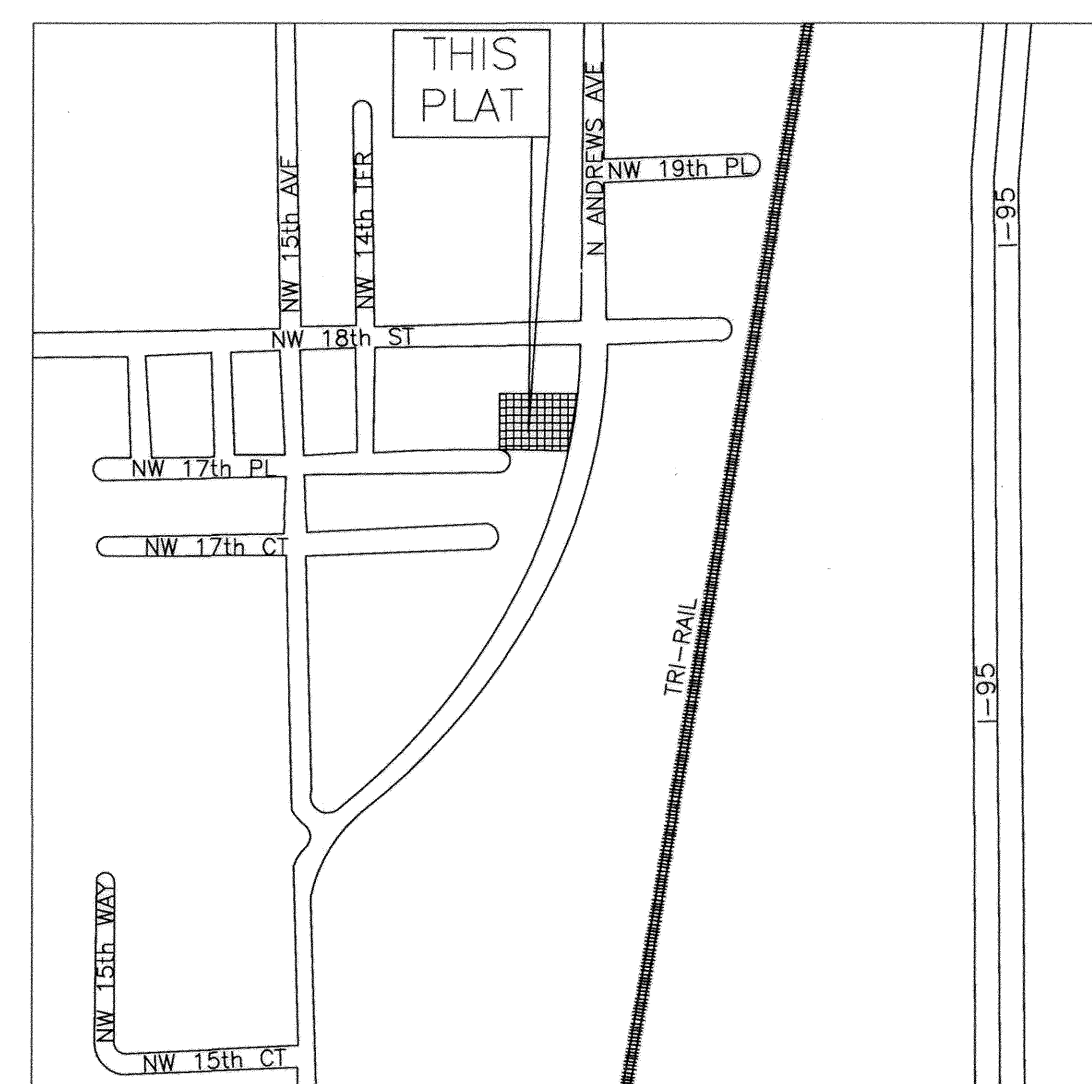 THIS
PLAT
N ANDREWS AVE
NW 19th PL
NW 15th AVE
NW 14th TER
I-95
NW 18th ST
NW 17th PL
NW 17th CT
TRI-RAIL
I-95
NW 15th WAY
NW 15th CT